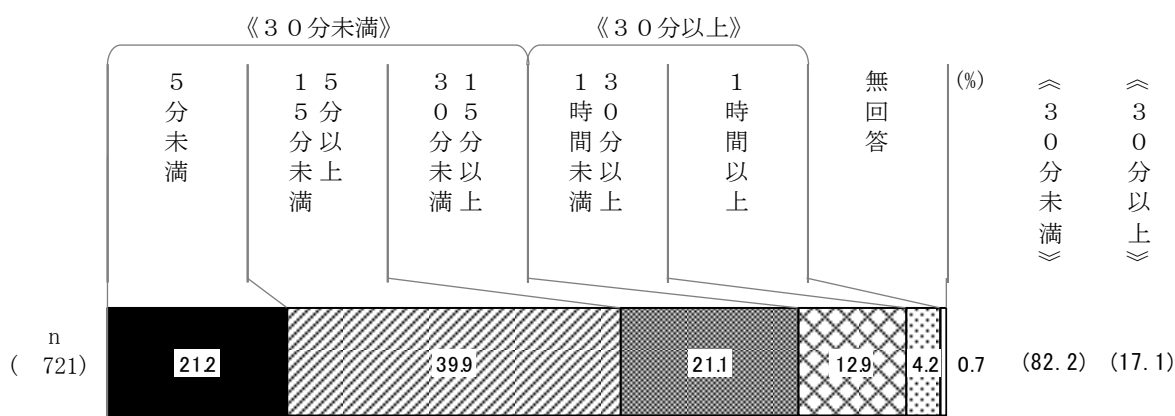 《３０分未満》
《３０分以上》
５分未満
５分以上
１５分未満
１５分以上
３０分未満
３０分以上
１時間未満
１時間以上
無回答
(%)
《３０分未満》
《３０分以上》
n
( 721)
21.2
39.9
21.1
12.9
4.2
0.7
(82.2)
(17.1)